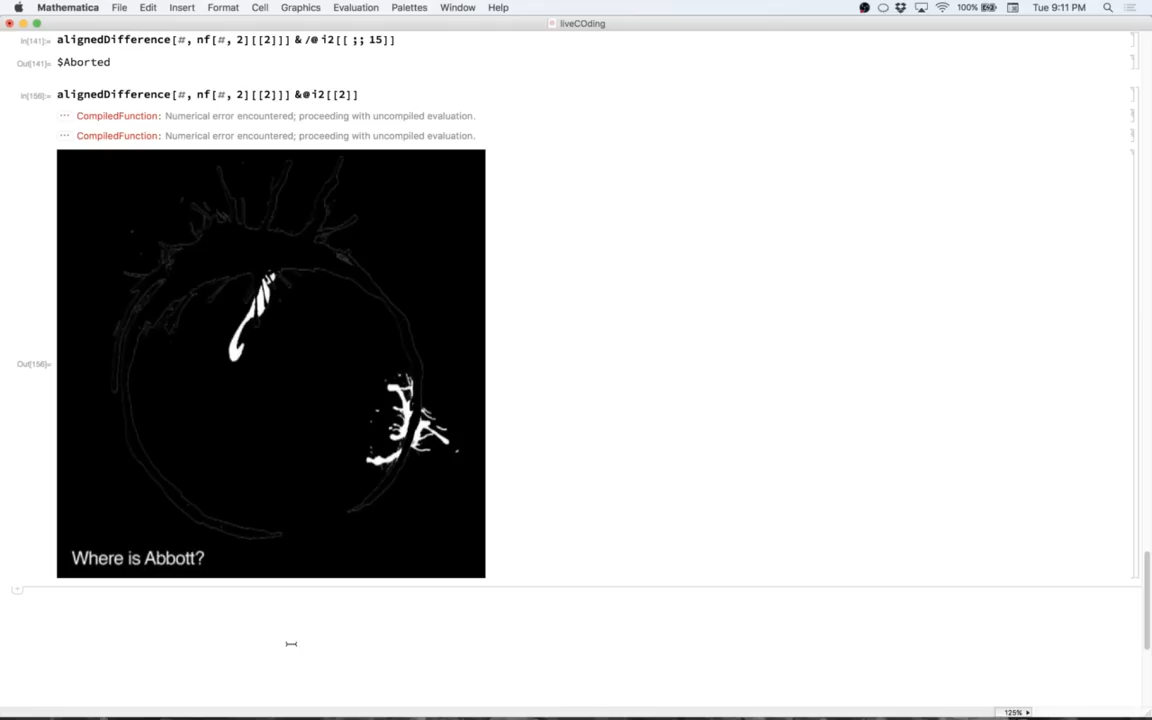 Mathematica File Edit Insert Format Cell Graphics Evaluation Palettes Window Help 100% Tue 9:11 PM
liveCOding
In[141]:= alignedDifference[#, nf[#, 2][[2]]] & /@ i2[[ ;; 15]]
Out[141]= $Aborted
In[156]:= alignedDifference[#, nf[#, 2][[2]]] &@i2[[2]]
CompiledFunction: Numerical error encountered; proceeding with uncompiled evaluation.
CompiledFunction: Numerical error encountered; proceeding with uncompiled evaluation.
Out[156]=
Where is Abbott?
125%